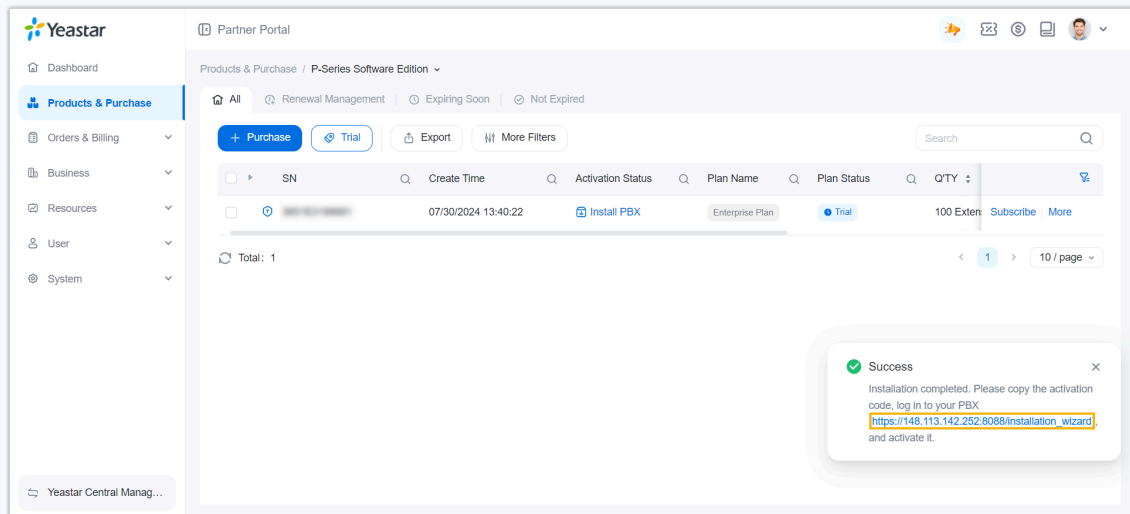 Yeastar
Partner Portal
Dashboard
Products & Purchase
Orders & Billing
Business
Resources
User
System
Yeastar Central Manag...
Products & Purchase / P-Series Software Edition
All
Renewal Management
Expiring Soon
Not Expired
+ Purchase
Trial
Export
More Filters
Search
SN
Create Time
Activation Status
Plan Name
Plan Status
Q'TY
07/30/2024 13:40:22
Install PBX
Enterprise Plan
Trial
100 Exten
Subscribe
More
Total: 1
1
10 / page
Success
Installation completed. Please copy the activation
code, log in to your PBX
https://148.113.142.252:8088/installation_wizard,
and activate it.